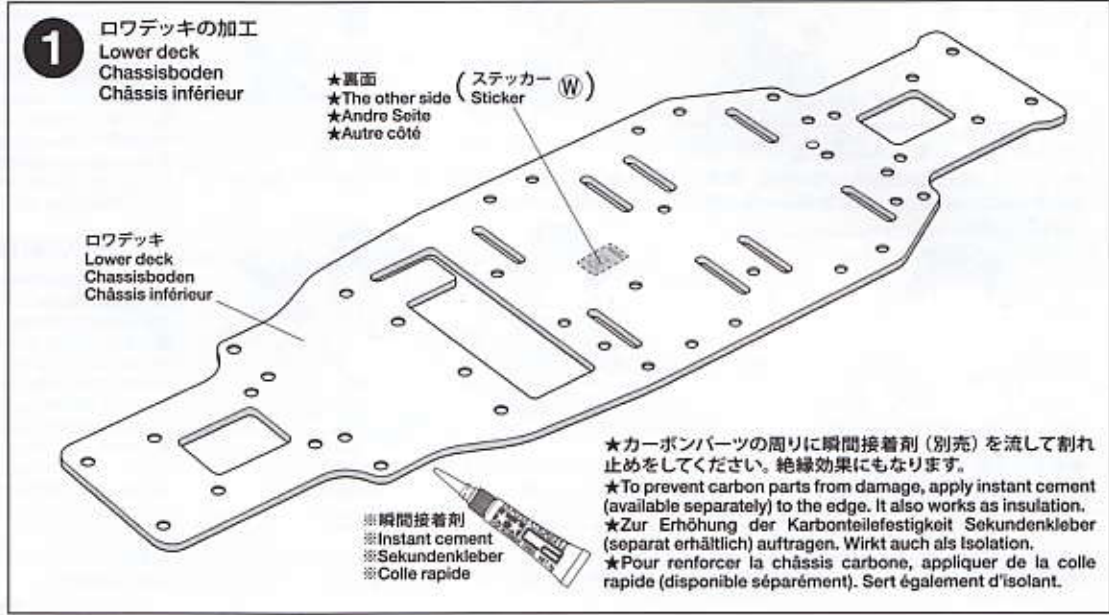 1
ロワデッキの加工
Lower deck
Chassisboden
Châssis inférieur
★裏面
★The other side
★Andre Seite
★Autre côté
(ステッカー Ⓦ)
Sticker
ロワデッキ
Lower deck
Chassisboden
Châssis inférieur
※瞬間接着剤
※Instant cement
※Sekundenkleber
※Colle rapide
★カーボンパーツの周りに瞬間接着剤（別売）を流して割れ
止めをしてください。絶縁効果にもなります。
★To prevent carbon parts from damage, apply instant cement
(available separately) to the edge. It also works as insulation.
★Zur Erhöhung der Karbonteilefestigkeit Sekundenkleber
(separat erhältlich) auftragen. Wirkt auch als Isolation.
★Pour renforcer la châssis carbone, appliquer de la colle
rapide (disponible séparément). Sert également d'isolant.